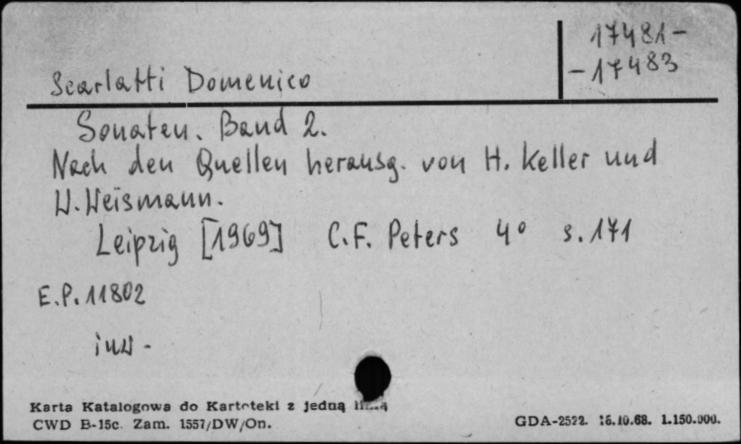 17481-
Scarlatti Domenico
-17483
Sonaten. Band 2.
Nach den Quellen herausg. von H. Keller und
W. Weismann.
Leipzig [1969] C.F. Peters 4° s. 171
E.P. 11802
inw.
Karta Katalogowa do Kartoteki z jedną
CWD B-15c. Zam. 1557/DW/On.
GDA-2522. 16.10.68. 1.150.000.